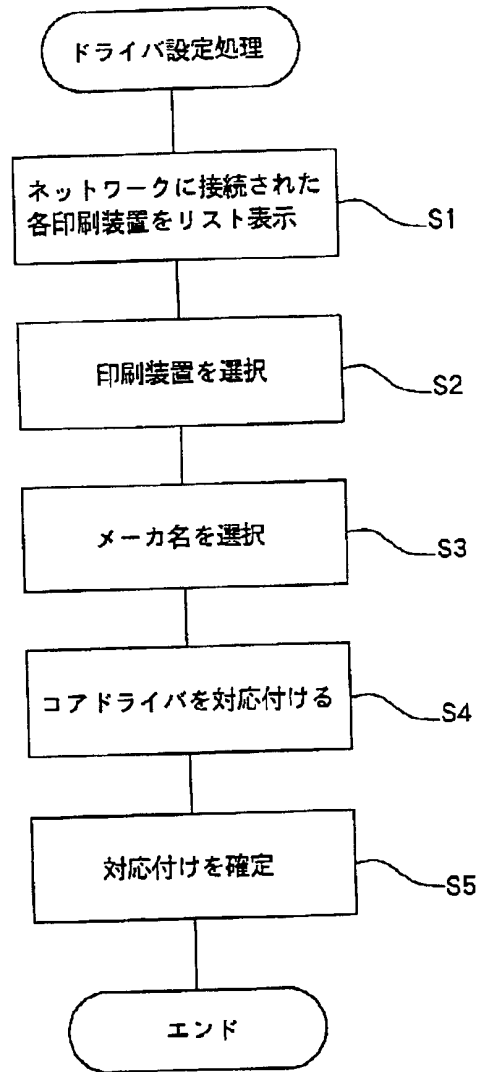 ドライバ設定処理
ネットワークに接続された
各印刷装置をリスト表示
S1
印刷装置を選択
S2
メーカ名を選択
S3
コアドライバを対応付ける
S4
対応付けを確定
S5
エンド